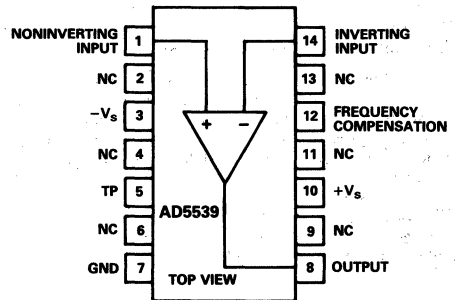 NONINVERTING INPUT 1
NC 2
−Vs 3
NC 4
TP 5
NC 6
GND 7
+ −
AD5539
TOP VIEW
14 INVERTING INPUT
13 NC
12 FREQUENCY COMPENSATION
11 NC
10 +Vs
9 NC
8 OUTPUT